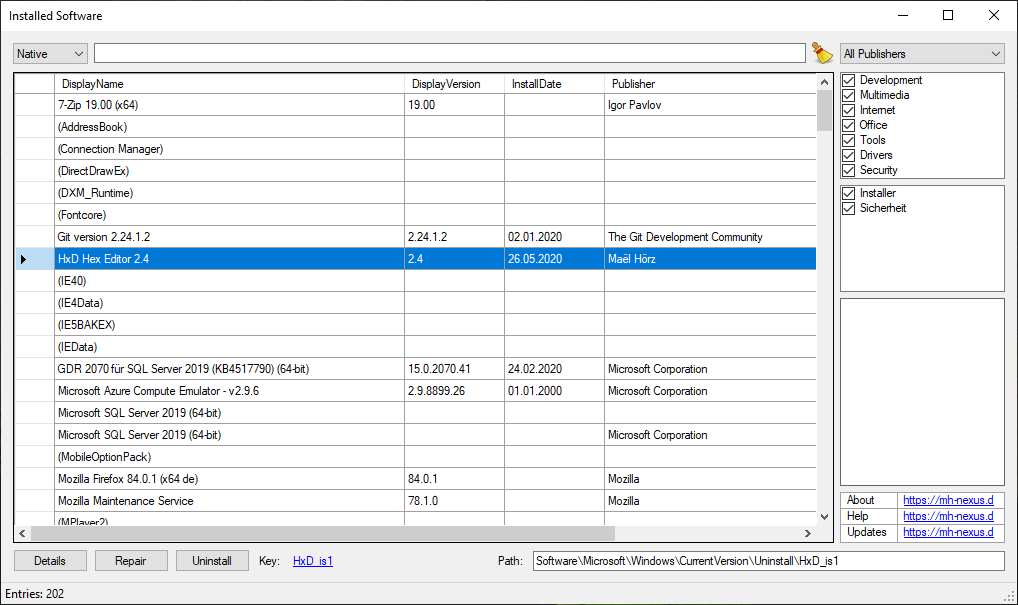 Installed Software
Native All Publishers
DisplayName DisplayVersion InstallDate Publisher
7-Zip 19.00 (x64) 19.00 Igor Pavlov
(AddressBook)
(Connection Manager)
(DirectDrawEx)
(DXM_Runtime)
(Fontcore)
Git version 2.24.1.2 2.24.1.2 02.01.2020 The Git Development Community
HxD Hex Editor 2.4 2.4 26.05.2020 Maël Hörz
(IE40)
(IE4Data)
(IE5BAKEX)
(IEData)
GDR 2070 für SQL Server 2019 (KB4517790) (64-bit) 15.0.2070.41 24.02.2020 Microsoft Corporation
Microsoft Azure Compute Emulator - v2.9.6 2.9.8899.26 01.01.2000 Microsoft Corporation
Microsoft SQL Server 2019 (64-bit)
Microsoft SQL Server 2019 (64-bit) Microsoft Corporation
(MobileOptionPack)
Mozilla Firefox 84.0.1 (x64 de) 84.0.1 Mozilla
Mozilla Maintenance Service 78.1.0 Mozilla
(MPlayer2)
Development
Multimedia
Internet
Office
Tools
Drivers
Security
Installer
Sicherheit
About https://mh-nexus.d
Help https://mh-nexus.d
Updates https://mh-nexus.d
Details Repair Uninstall Key: HxD_is1 Path: Software\Microsoft\Windows\CurrentVersion\Uninstall\HxD_is1
Entries: 202